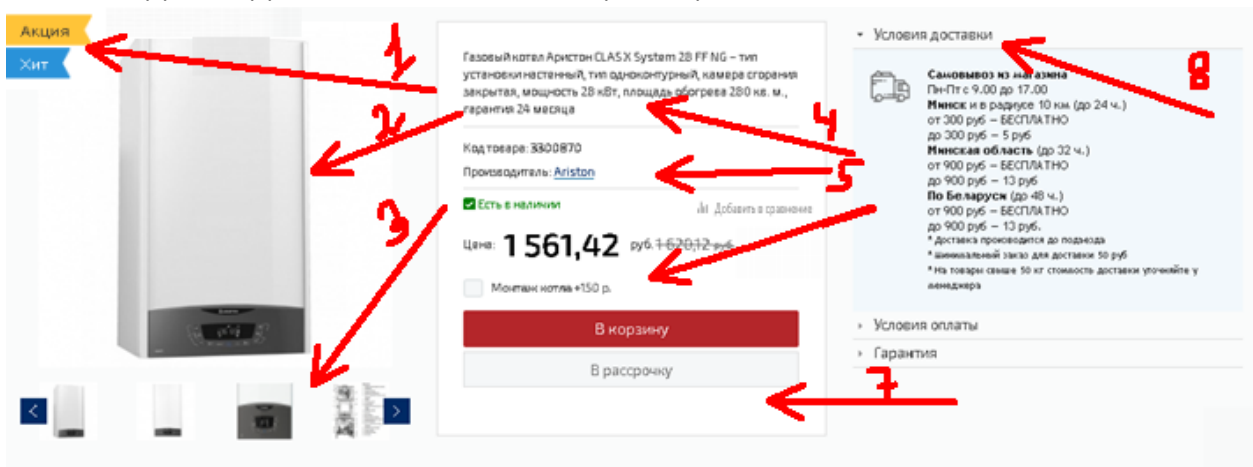 Акция
Хит
1
2
3
Газовый котел Аристон CLAS X System 28 FF NG – тип
установки настенный, тип одноконтурный, камера сгорания
закрытая, мощность 28 кВт, площадь обогрева 280 кв. м.,
гарантия 24 месяца
Код товара: 3300870
Производитель: Ariston
Есть в наличии
Добавить в сравнение
Цена: 1 561,42 руб. 1 620,12 руб.
Монтаж котла +150 р.
В корзину
В рассрочку
4
5
7
Условия доставки
8
Самовывоз из магазина
Пн-Пт с 9.00 до 17.00
Минск и в радиусе 10 км (до 24 ч.)
от 300 руб – БЕСПЛАТНО
до 300 руб – 5 руб
Минская область (до 32 ч.)
от 900 руб – БЕСПЛАТНО
до 900 руб – 13 руб
По Беларуси (до 48 ч.)
от 900 руб – БЕСПЛАТНО
до 900 руб – 13 руб.
* Доставка производится до подъезда
* минимальный заказ для доставки 50 руб
* На товары свыше 50 кг стоимость доставки уточняйте у
менеджера
Условия оплаты
Гарантия